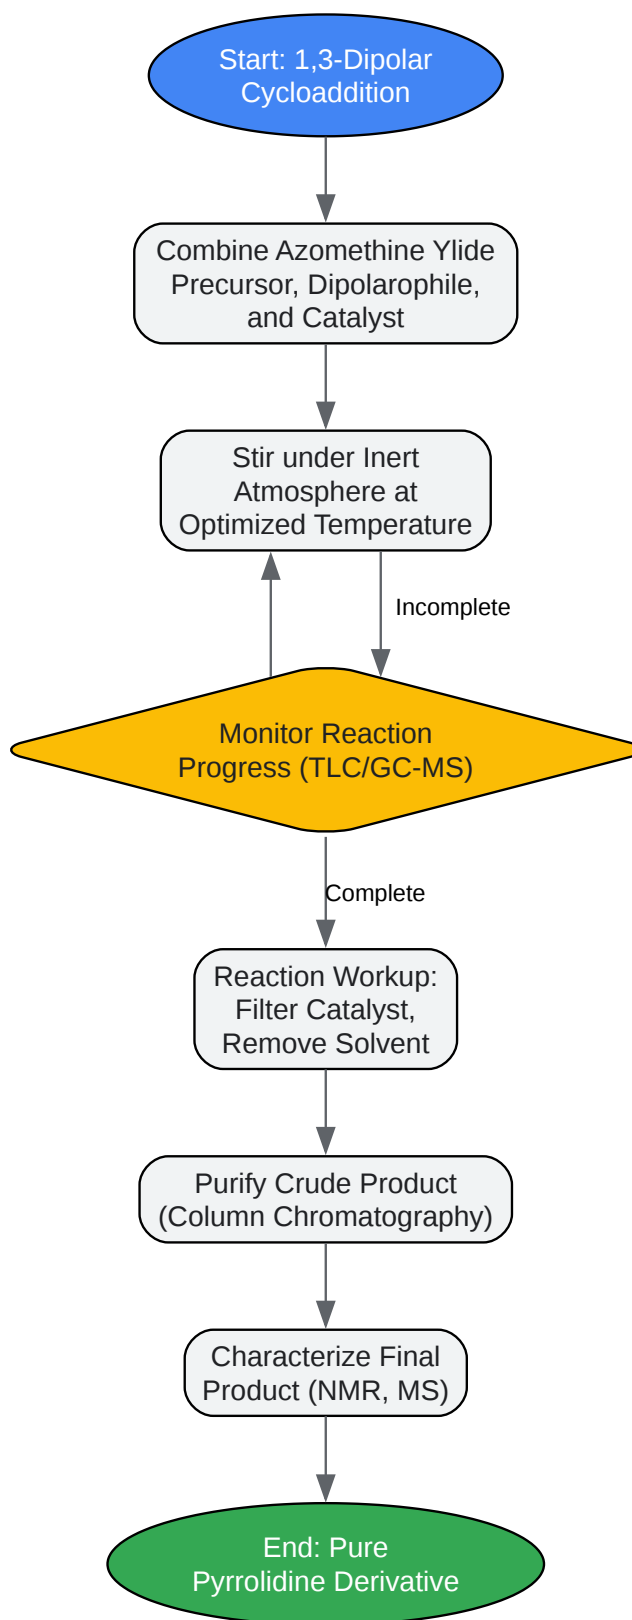 Start: 1,3-Dipolar
Cycloaddition
Combine Azomethine Ylide
Precursor, Dipolarophile,
and Catalyst
Stir under Inert
Atmosphere at
Optimized Temperature
Incomplete
Monitor Reaction
Progress (TLC/GC-MS)
Complete
Reaction Workup:
Filter Catalyst,
Remove Solvent
Purify Crude Product
(Column Chromatography)
Characterize Final
Product (NMR, MS)
End: Pure
Pyrrolidine Derivative